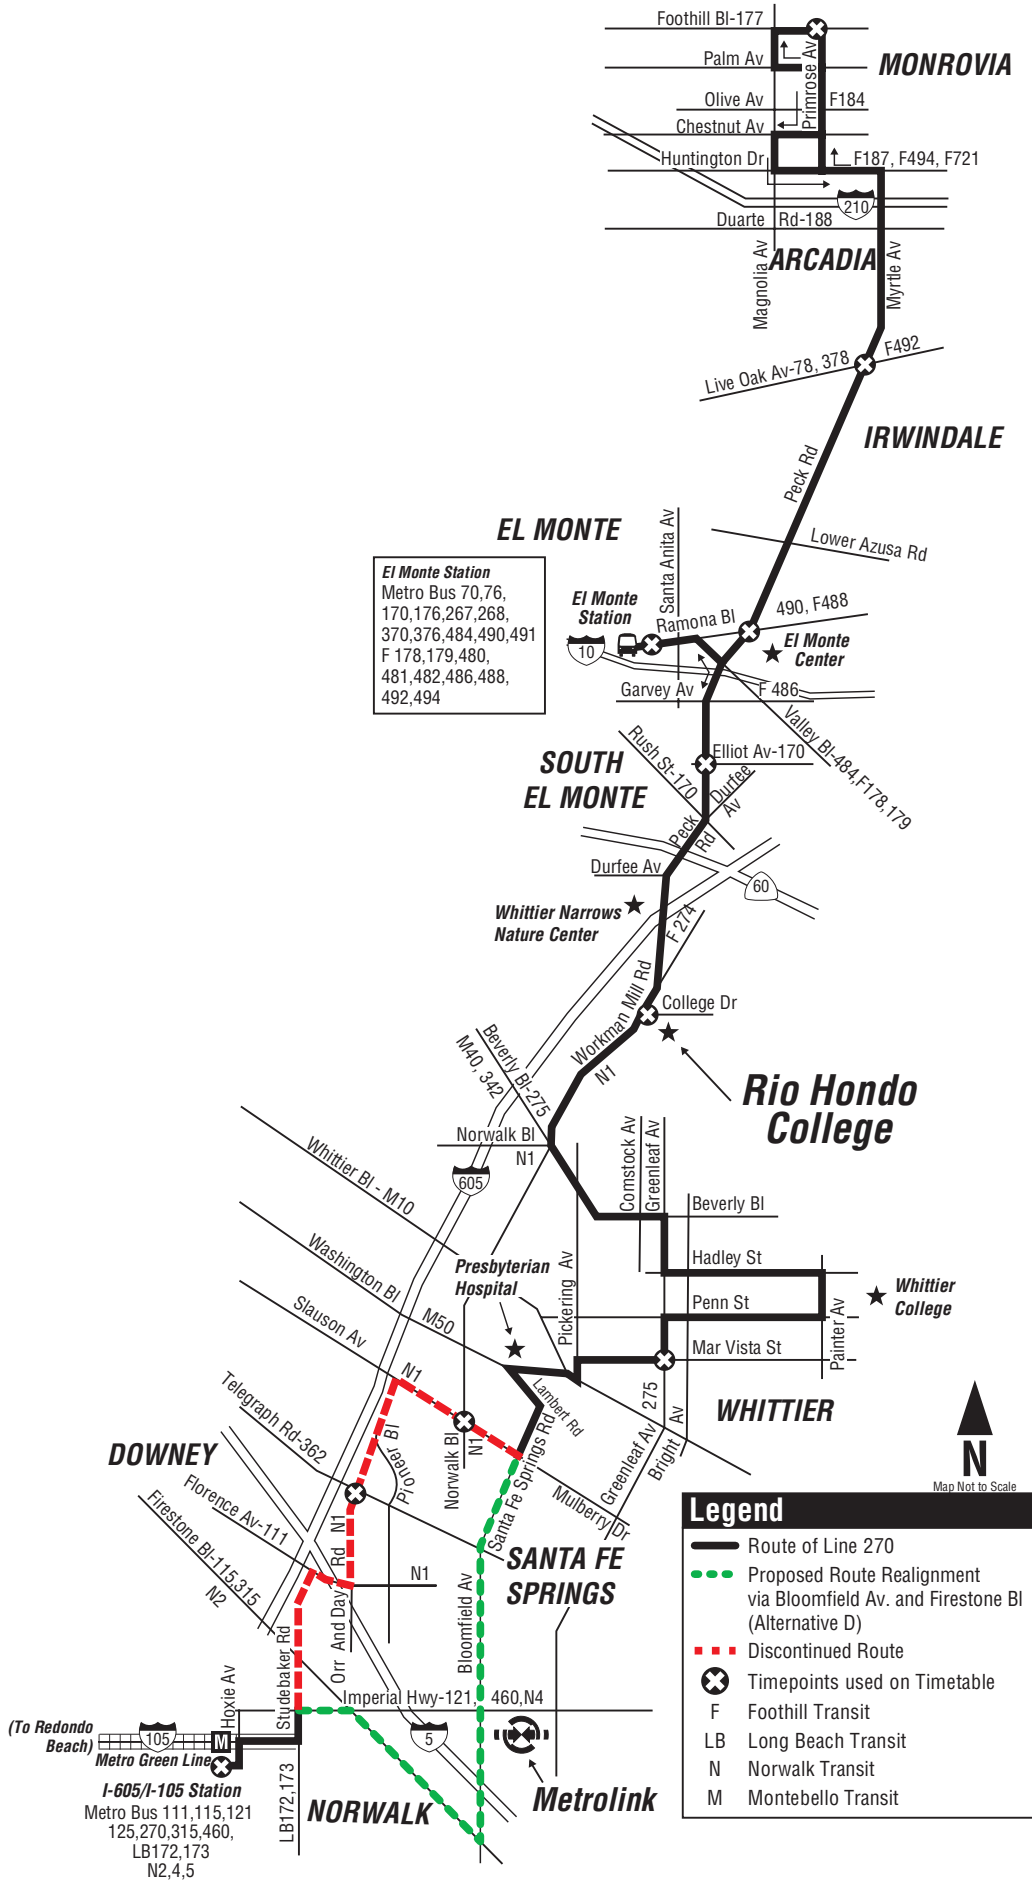 Foothill Bl-177
Palm Av
Primrose Av
MONROVIA
Olive Av
F184
Chestnut Av
Huntington Dr
F187, F494, F721
210
Duarte Rd-188
Magnolia Av
ARCADIA
Myrtle Av
F492
Live Oak Av-78, 378
IRWINDALE
Peck Rd
EL MONTE
Santa Anita Av
Lower Azusa Rd
El Monte Station
Metro Bus 70,76,
170,176,267,268,
370,376,484,490,491
F 178,179,480,
481,482,486,488,
492,494
El Monte
Station
Ramona Bl
490, F488
10
El Monte
Center
Garvey Av
F 486
Valley Bl-484,F178,179
Rush St-170
Elliot Av-170
SOUTH
EL MONTE
Durfee
Av
Peck
Rd
Durfee Av
60
Whittier Narrows
Nature Center
F 274
Workman Mill Rd
N1
College Dr
Beverly Bl-275
M40, 342
Rio Hondo
College
Norwalk Bl
N1
Comstock Av
Greenleaf Av
605
Whittier Bl - M10
Beverly Bl
Washington Bl
Presbyterian
Hospital
Pickering Av
Hadley St
Whittier
College
Penn St
Painter Av
Slauson Av
M50
Mar Vista St
N1
Lambert Rd
275
WHITTIER
Telegraph Rd-362
Pioneer Bl
Norwalk Bl
N1
Santa Fe Springs Rd
Greenleaf Av
Bright Av
N
Map Not to Scale
DOWNEY
Mulberry Dr
Florence Av-111
Firestone Bl-115,315
N2
Orr And Day Rd N1
N1
SANTA FE
SPRINGS
Bloomfield Av
Studebaker Rd
Hoxie Av
Imperial Hwy-121, 460,N4
(To Redondo
Beach)
105
M
Metro Green Line
5
I-605/I-105 Station
Metro Bus 111,115,121
125,270,315,460,
LB172,173
N2,4,5
LB172,173
NORWALK
Metrolink
Legend
Route of Line 270
Proposed Route Realignment
via Bloomfield Av. and Firestone Bl
(Alternative D)
Discontinued Route
Timepoints used on Timetable
F Foothill Transit
LB Long Beach Transit
N Norwalk Transit
M Montebello Transit